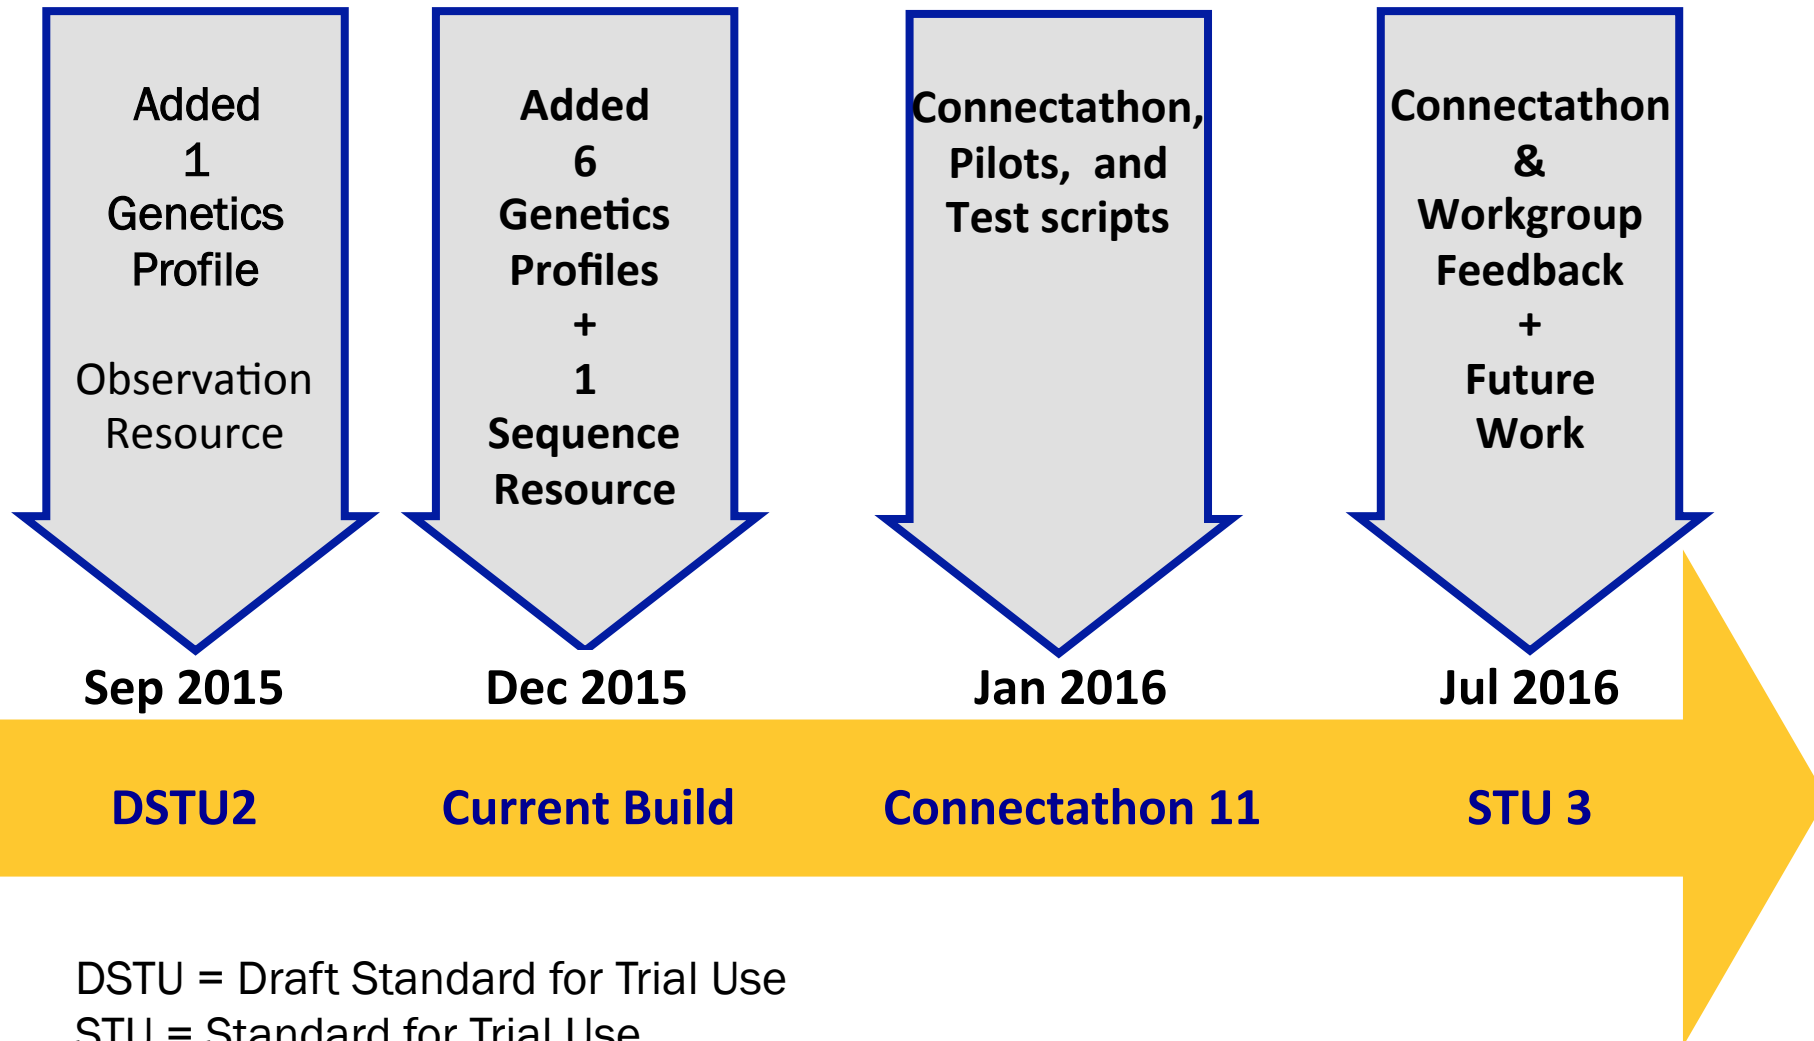 Added
1
Genetics
Profile
Observation
Resource
Added
6
Genetics
Profiles
+
1
Sequence
Resource
Connectathon,
Pilots, and
Test scripts
Connectathon
&
Workgroup
Feedback
+
Future
Work
Sep 2015
Dec 2015
Jan 2016
Jul 2016
DSTU2
Current Build
Connectathon 11
STU 3
DSTU = Draft Standard for Trial Use
STU = Standard for Trial Use